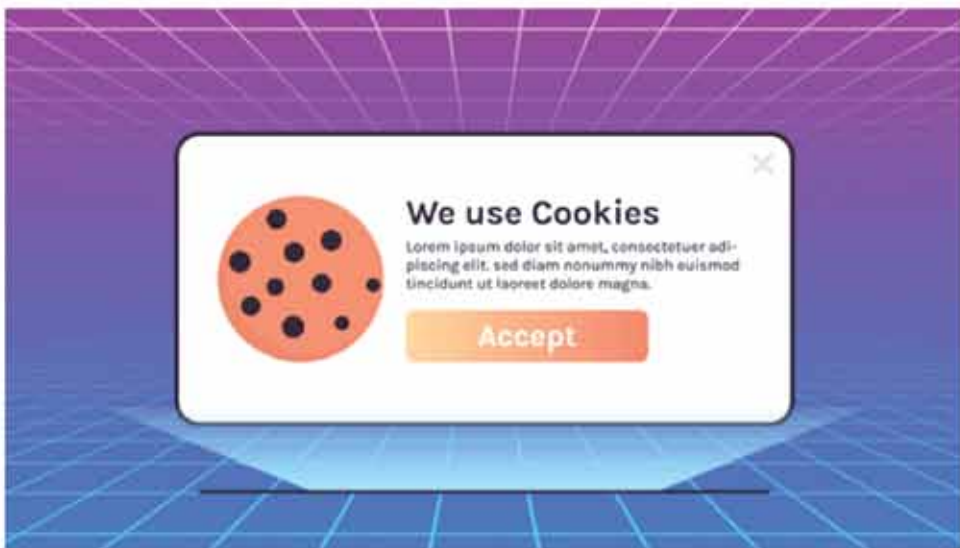 We use Cookies
Lorem ipsum dolor sit amet, consectetuer adi-
piscing elit. sed diam nonummy nibh euismod
tincidunt ut laoreet dolore magna.
Accept